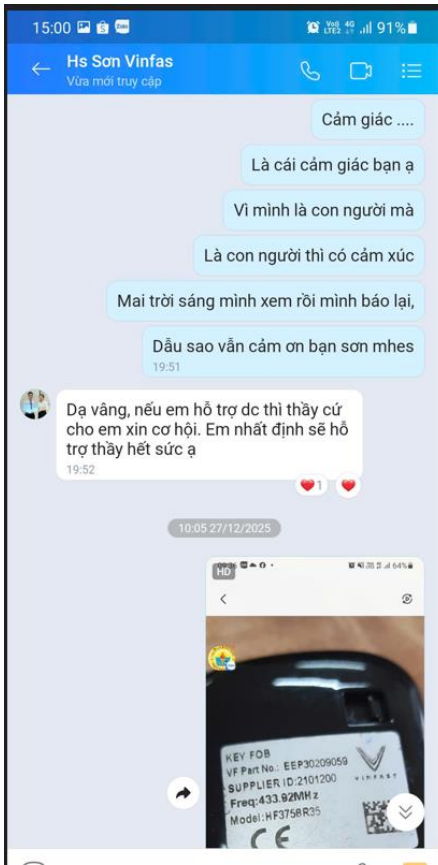 15:00 Zalo Vo)) LTE2 4G 91%
Hs Sơn Vinfas
Vừa mới truy cập
Cảm giác ....
Là cái cảm giác bạn ạ
Vì mình là con người mà
Là con người thì có cảm xúc
Mai trời sáng mình xem rồi mình báo lại,
Dẫu sao vẫn cảm ơn bạn sơn mhes
19:51
Dạ vâng, nếu em hỗ trợ dc thì thầy cứ
cho em xin cơ hội. Em nhất định sẽ hỗ
trợ thầy hết sức ạ
19:52
1
10:05 27/12/2025
HD
64%
KEY FOB
VF Part No.: EEP30209059
SUPPLIER ID:2101200
VINFAST
Freq:433.92MHz
Model:HF375BR35
CE